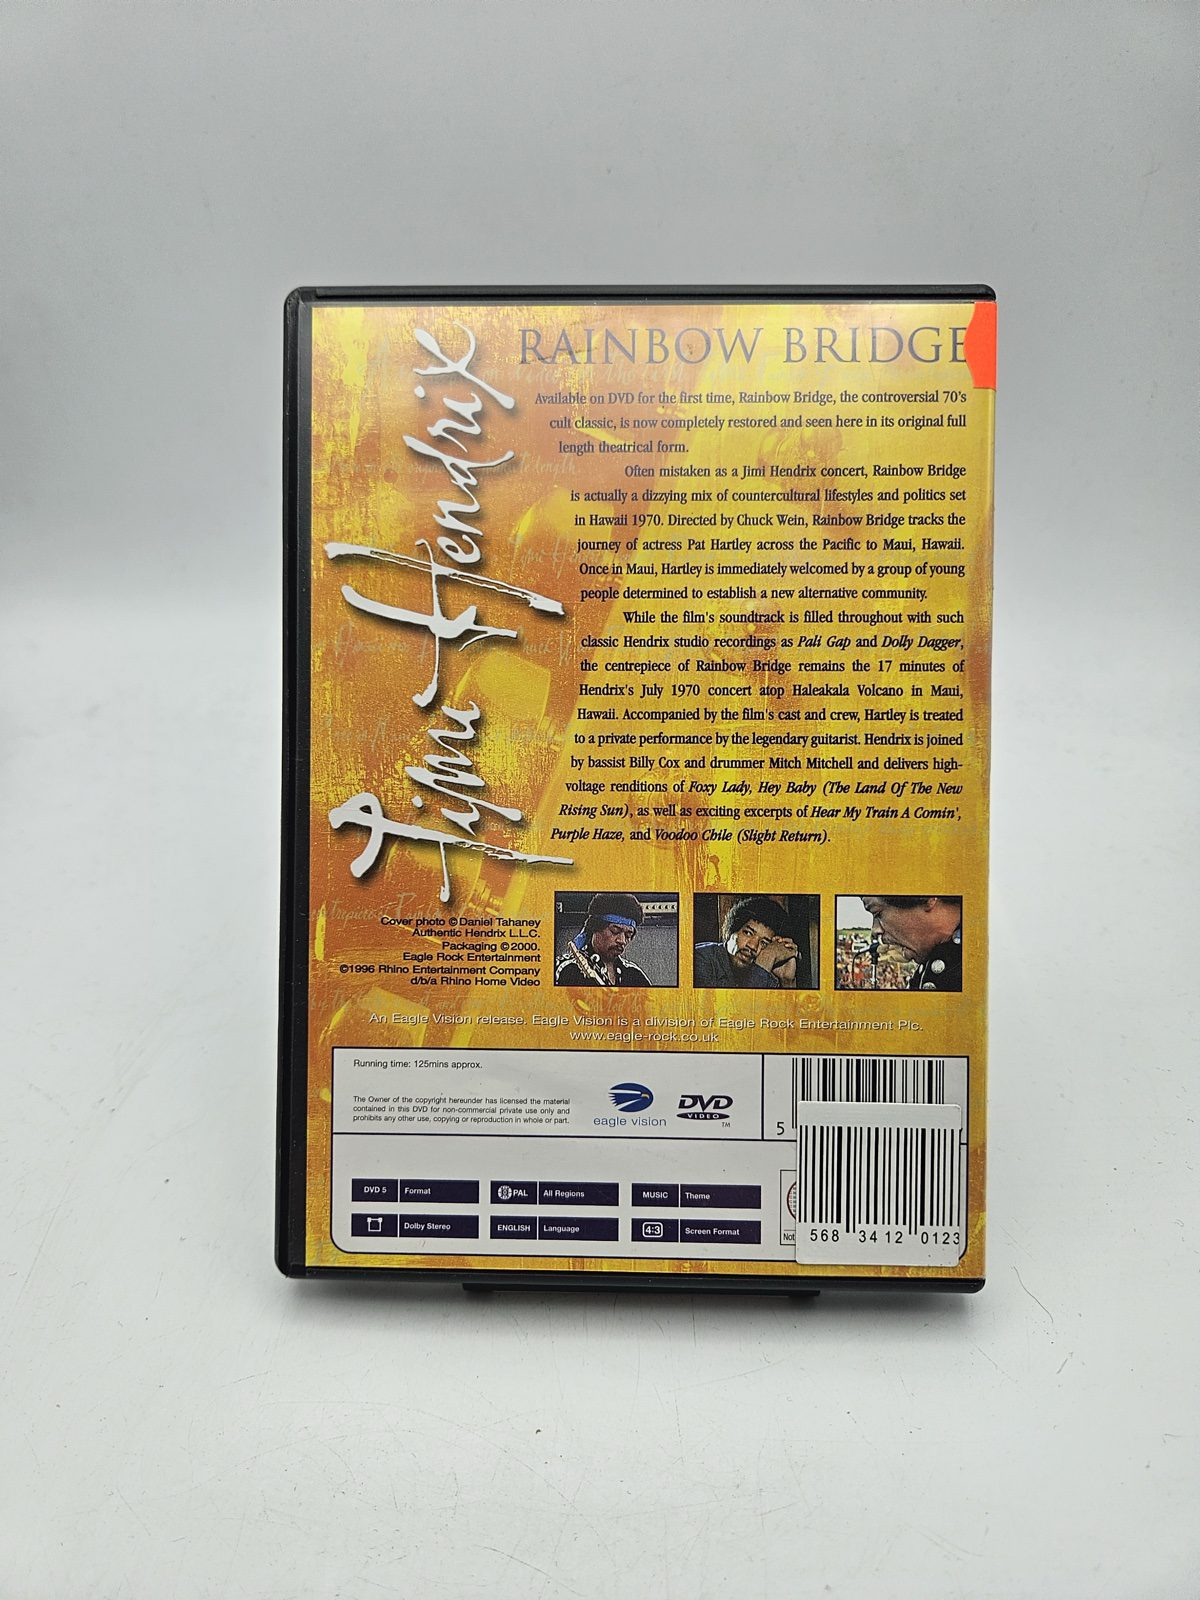 Jimi Hendrix
RAINBOW BRIDGE
Available on DVD for the first time, Rainbow Bridge, the controversial 70's
cult classic, is now completely restored and seen here in its original full
length theatrical form.
Often mistaken as a Jimi Hendrix concert, Rainbow Bridge
is actually a dizzying mix of countercultural lifestyles and politics set
in Hawaii 1970. Directed by Chuck Wein, Rainbow Bridge tracks the
journey of actress Pat Hartley across the Pacific to Maui, Hawaii.
Once in Maui, Hartley is immediately welcomed by a group of young
people determined to establish a new alternative community.
While the film's soundtrack is filled throughout with such
classic Hendrix studio recordings as Pali Gap and Dolly Dagger,
the centrepiece of Rainbow Bridge remains the 17 minutes of
Hendrix's July 1970 concert atop Haleakala Volcano in Maui,
Hawaii. Accompanied by the film's cast and crew, Hartley is treated
to a private performance by the legendary guitarist. Hendrix is joined
by bassist Billy Cox and drummer Mitch Mitchell and delivers high-
voltage renditions of Foxy Lady, Hey Baby (The Land Of The New
Rising Sun), as well as exciting excerpts of Hear My Train A Comin',
Purple Haze, and Voodoo Chile (Slight Return).
Cover photo © Daniel Tahaney
Authentic Hendrix L.L.C.
Packaging © 2000.
Eagle Rock Entertainment
©1996 Rhino Entertainment Company
d/b/a Rhino Home Video
An Eagle Vision release. Eagle Vision is a division of Eagle Rock Entertainment Plc.
www.eagle-rock.co.uk
Running time: 125mins approx.
The Owner of the copyright hereunder has licensed the material
contained in this DVD for non-commercial private use only and
prohibits any other use, copying or reproduction in whole or part.
eagle vision
DVD VIDEO TM
5
DVD 5 Format
PAL All Regions
MUSIC Theme
Dolby Stereo
ENGLISH Language
4:3 Screen Format
Not
568 3412 0123